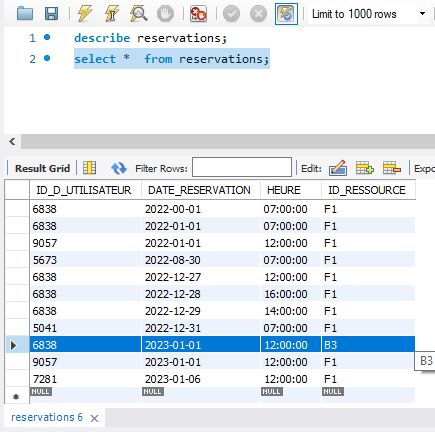 Limit to 1000 rows
1 describe reservations;
2 select * from reservations;
Result Grid Filter Rows: Edit: Expo
ID_D_UTILISATEUR DATE_RESERVATION HEURE ID_RESSOURCE
6838 2022-00-01 07:00:00 F1
6838 2022-01-01 07:00:00 F1
9057 2022-01-01 12:00:00 F1
5673 2022-08-30 07:00:00 F1
6838 2022-12-27 12:00:00 F1
6838 2022-12-28 16:00:00 F1
6838 2022-12-29 14:00:00 F1
5041 2022-12-31 07:00:00 F1
6838 2023-01-01 12:00:00 B3
B3
9057 2023-01-01 12:00:00 F1
7281 2023-01-06 12:00:00 F1
NULL NULL NULL NULL
reservations 6